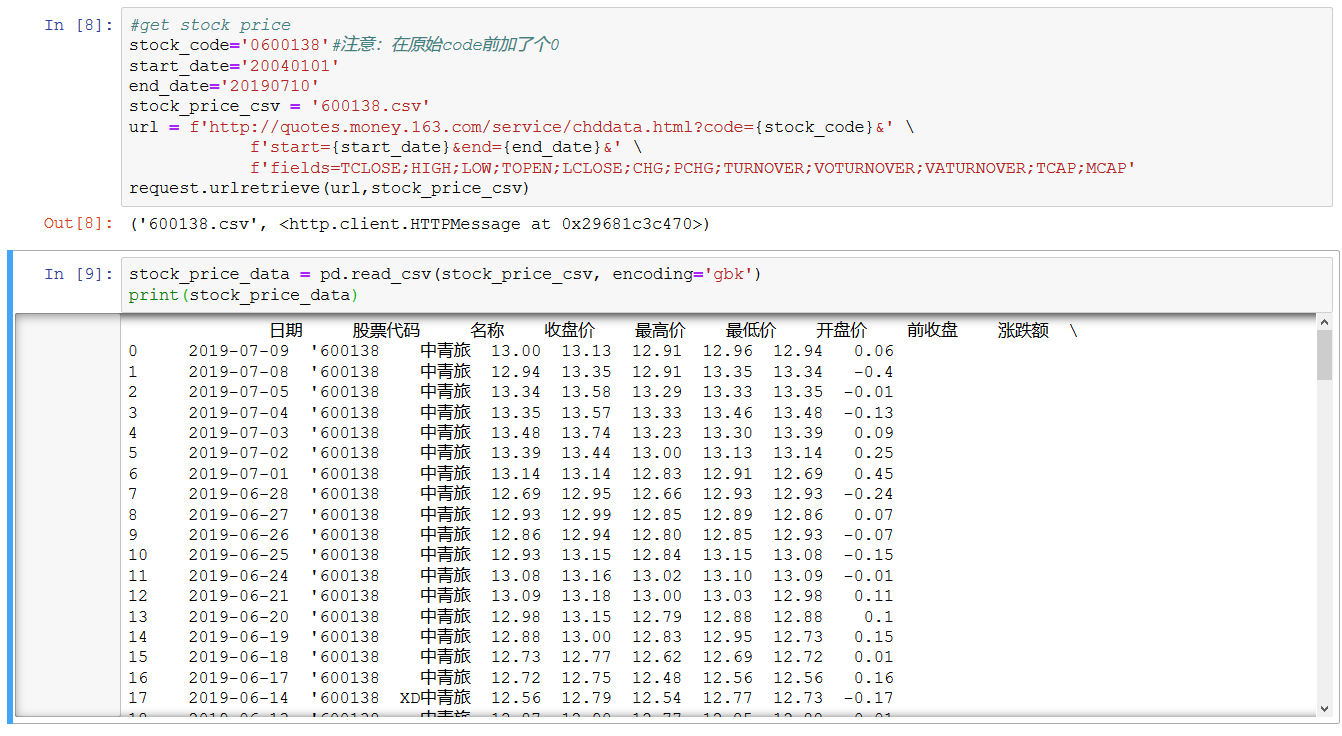 In [8]: #get stock price
stock_code='0600138'#注意：在原始code前加了个0
start_date='20040101'
end_date='20190710'
stock_price_csv = '600138.csv'
url = f'http://quotes.money.163.com/service/chddata.html?code={stock_code}&' \
f'start={start_date}&end={end_date}&' \
f'fields=TCLOSE;HIGH;LOW;TOPEN;LCLOSE;CHG;PCHG;TURNOVER;VOTURNOVER;VATURNOVER;TCAP;MCAP'
request.urlretrieve(url,stock_price_csv)
Out[8]: ('600138.csv', <http.client.HTTPMessage at 0x29681c3c470>)
In [9]: stock_price_data = pd.read_csv(stock_price_csv, encoding='gbk')
print(stock_price_data)
日期 股票代码 名称 收盘价 最高价 最低价 开盘价 前收盘 涨跌额 \
0 2019-07-09 '600138 中青旅 13.00 13.13 12.91 12.96 12.94 0.06
1 2019-07-08 '600138 中青旅 12.94 13.35 12.91 13.35 13.34 -0.4
2 2019-07-05 '600138 中青旅 13.34 13.58 13.29 13.33 13.35 -0.01
3 2019-07-04 '600138 中青旅 13.35 13.57 13.33 13.46 13.48 -0.13
4 2019-07-03 '600138 中青旅 13.48 13.74 13.23 13.30 13.39 0.09
5 2019-07-02 '600138 中青旅 13.39 13.44 13.00 13.13 13.14 0.25
6 2019-07-01 '600138 中青旅 13.14 13.14 12.83 12.91 12.69 0.45
7 2019-06-28 '600138 中青旅 12.69 12.95 12.66 12.93 12.93 -0.24
8 2019-06-27 '600138 中青旅 12.93 12.99 12.85 12.89 12.86 0.07
9 2019-06-26 '600138 中青旅 12.86 12.94 12.80 12.85 12.93 -0.07
10 2019-06-25 '600138 中青旅 12.93 13.15 12.84 13.15 13.08 -0.15
11 2019-06-24 '600138 中青旅 13.08 13.16 13.02 13.10 13.09 -0.01
12 2019-06-21 '600138 中青旅 13.09 13.18 13.00 13.03 12.98 0.11
13 2019-06-20 '600138 中青旅 12.98 13.15 12.79 12.88 12.88 0.1
14 2019-06-19 '600138 中青旅 12.88 13.00 12.83 12.95 12.73 0.15
15 2019-06-18 '600138 中青旅 12.73 12.77 12.62 12.69 12.72 0.01
16 2019-06-17 '600138 中青旅 12.72 12.75 12.48 12.56 12.56 0.16
17 2019-06-14 '600138 XD中青旅 12.56 12.79 12.54 12.77 12.73 -0.17